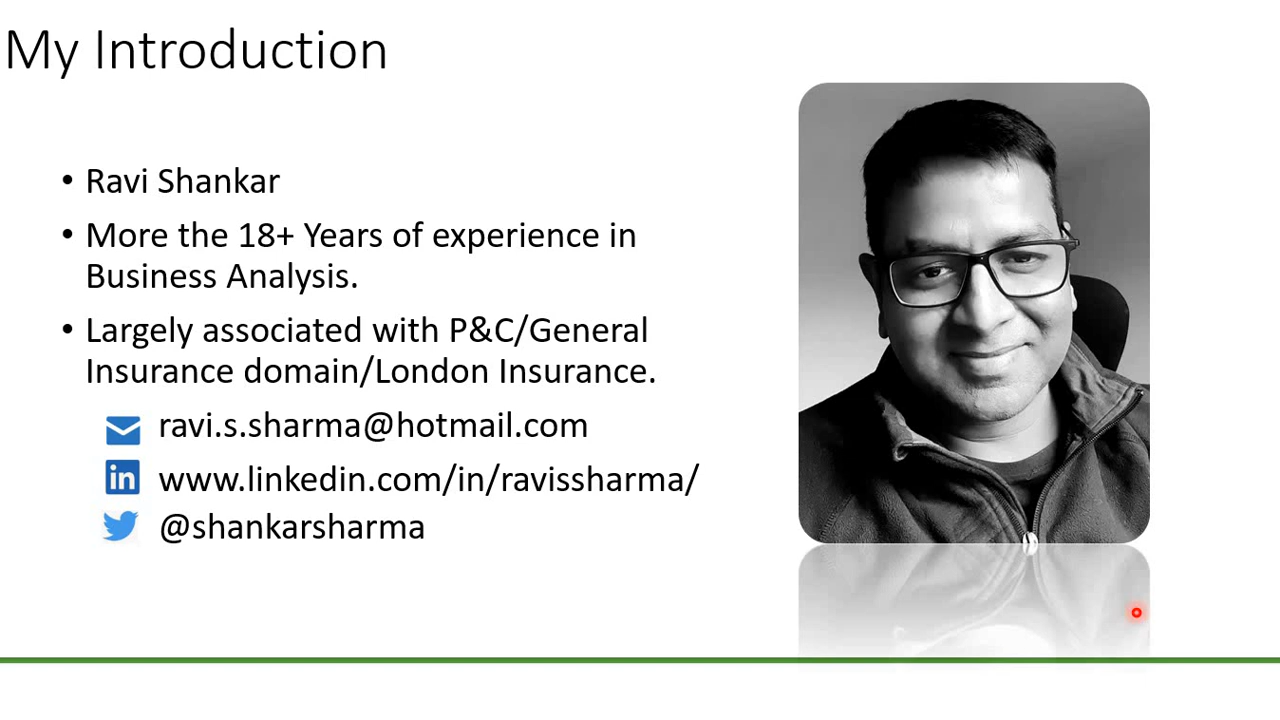 My Introduction
• Ravi Shankar
• More the 18+ Years of experience in
Business Analysis.
• Largely associated with P&C/General
Insurance domain/London Insurance.
ravi.s.sharma@hotmail.com
in www.linkedin.com/in/ravissharma/
@shankarsharma